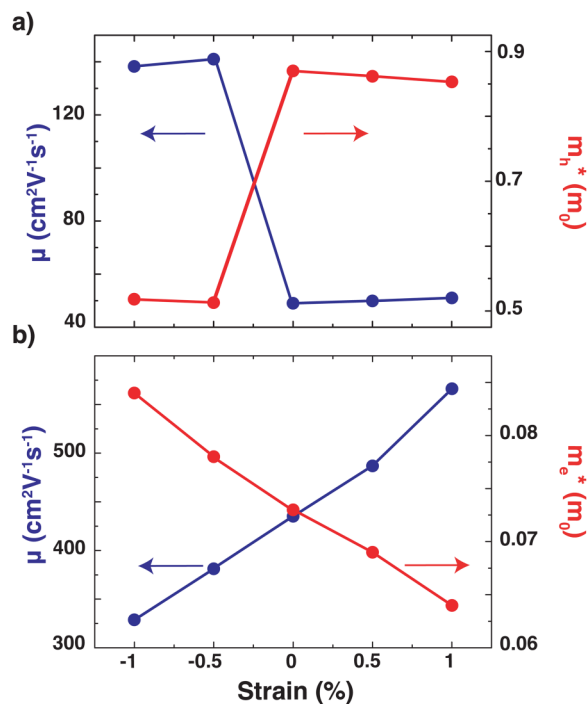 a)
120
80
40
µ (cm²V⁻¹s⁻¹)
0.9
0.7
0.5
mₕ* (m₀)
b)
500
400
300
µ (cm²V⁻¹s⁻¹)
0.08
0.07
0.06
mₑ* (m₀)
-1 -0.5 0 0.5 1
Strain (%)